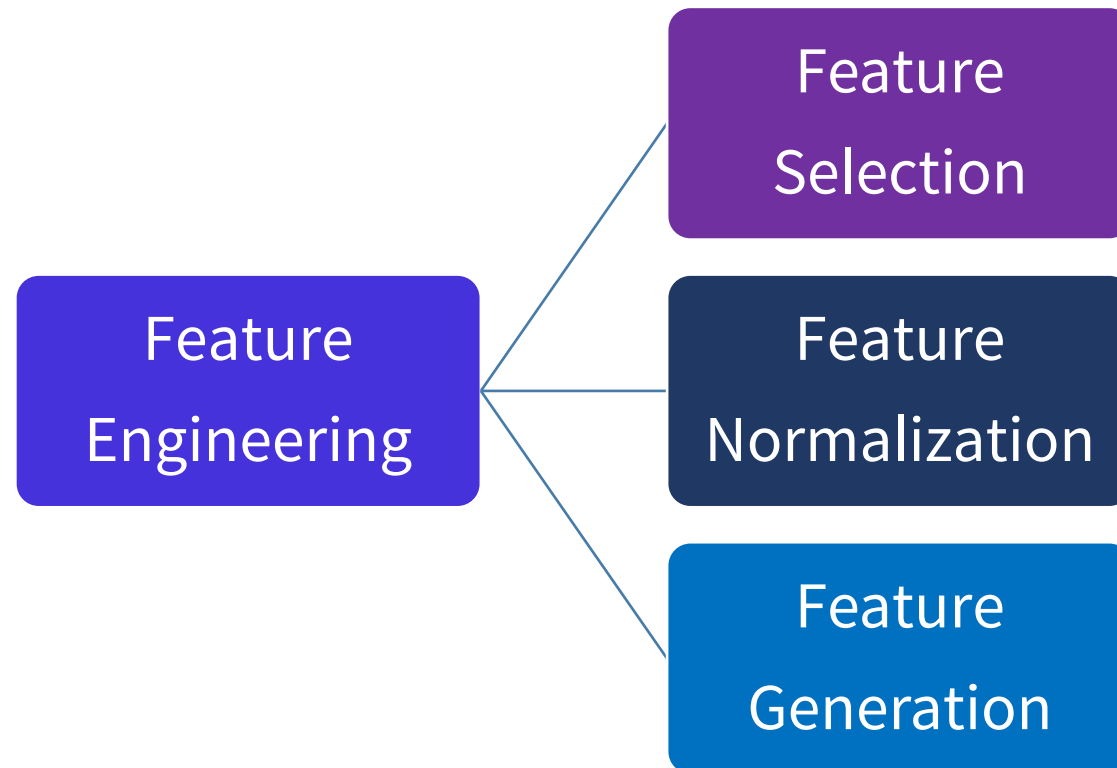 Feature
Selection
Feature
Engineering
Feature
Normalization
Feature
Generation